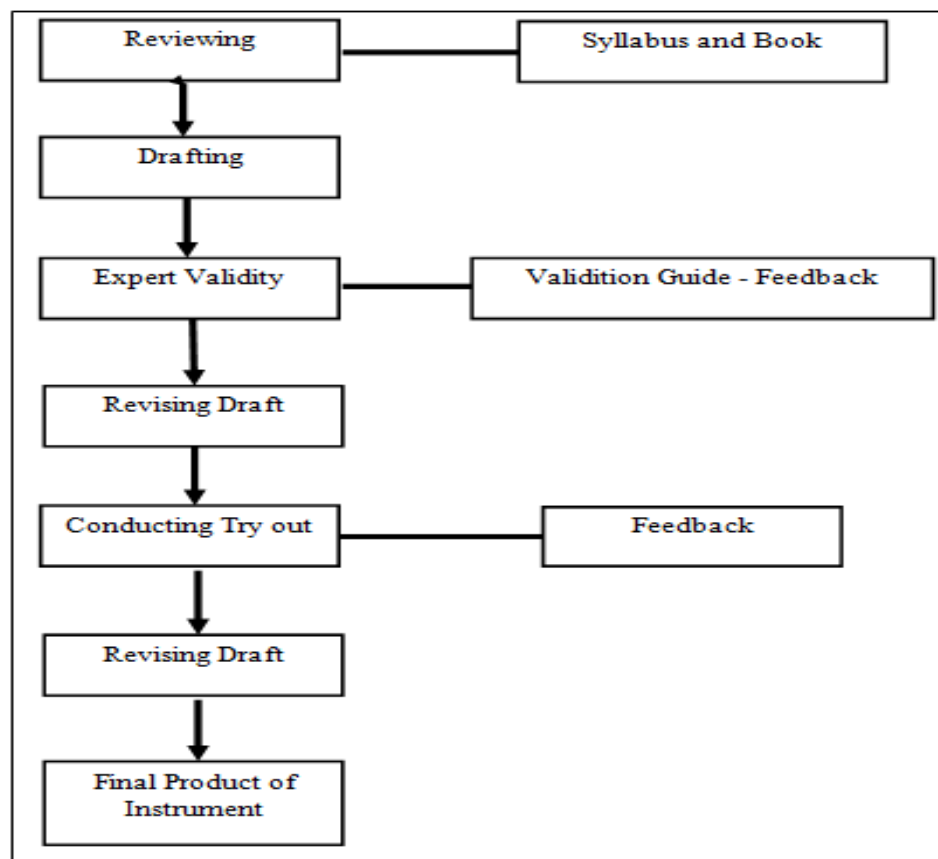 Reviewing
Syllabus and Book
Drafting
Expert Validity
Validition Guide - Feedback
Revising Draft
Conducting Try out
Feedback
Revising Draft
Final Product of
Instrument